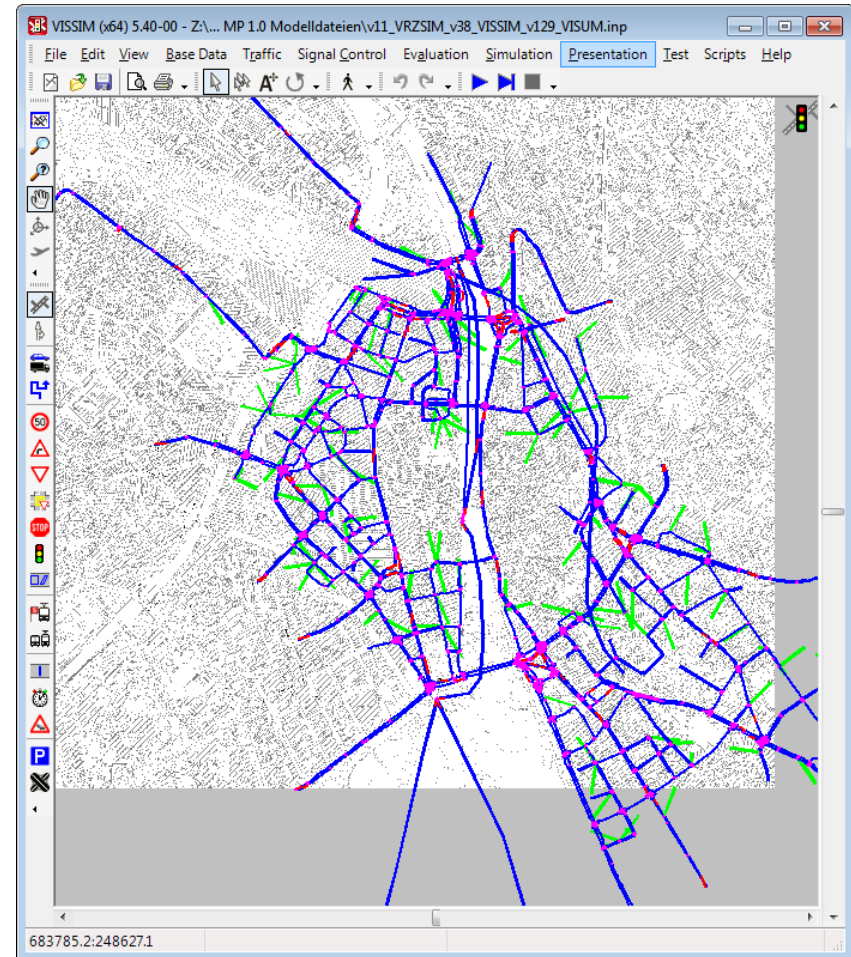 VISSIM (x64) 5.40-00 - Z:\... MP 1.0 Modelldateien\v11_VRZSIM_v38_VISSIM_v129_VISUM.inp
File Edit View Base Data Traffic Signal Control Evaluation Simulation Presentation Test Scripts Help
A+
50
STOP
P
683785.2:248627.1